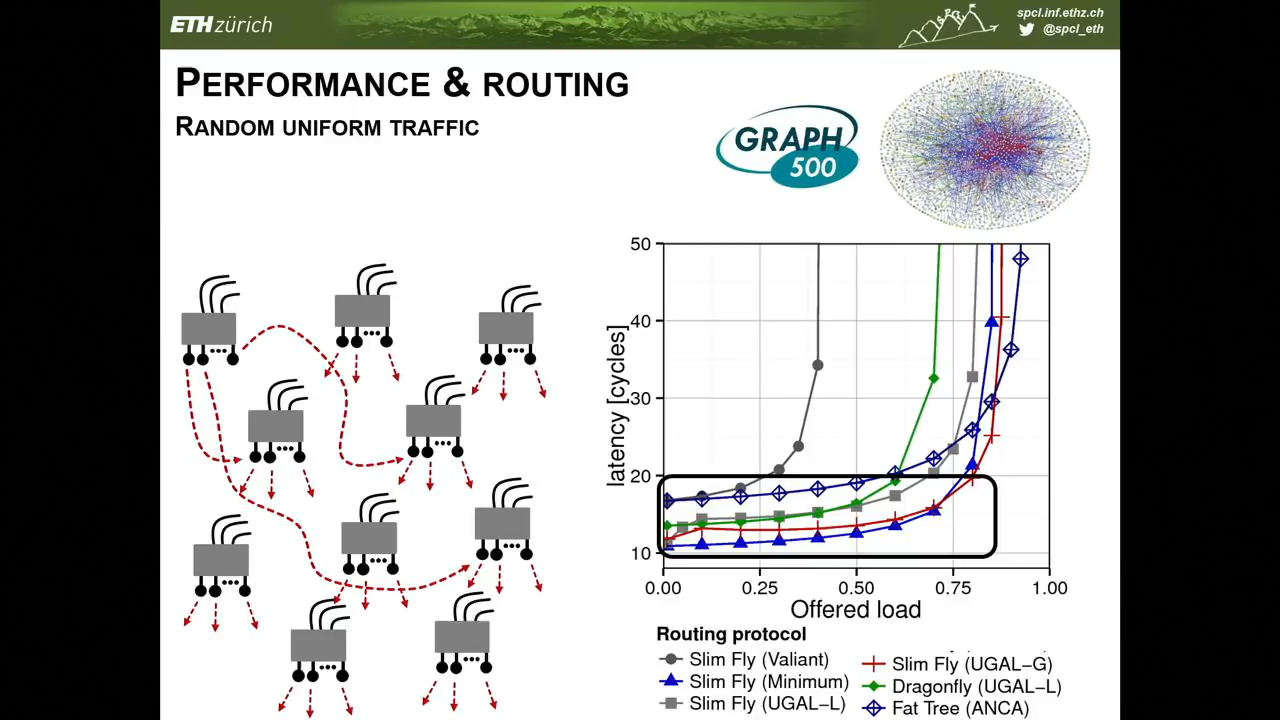 ETH zürich
spcl.inf.ethz.ch
@spcl_eth
SPCL
PERFORMANCE & ROUTING
RANDOM UNIFORM TRAFFIC
GRAPH
500
50
40
30
20
10
latency [cycles]
0.00 0.25 0.50 0.75 1.00
Offered load
Routing protocol
Slim Fly (Valiant)
Slim Fly (Minimum)
Slim Fly (UGAL−L)
Slim Fly (UGAL−G)
Dragonfly (UGAL−L)
Fat Tree (ANCA)